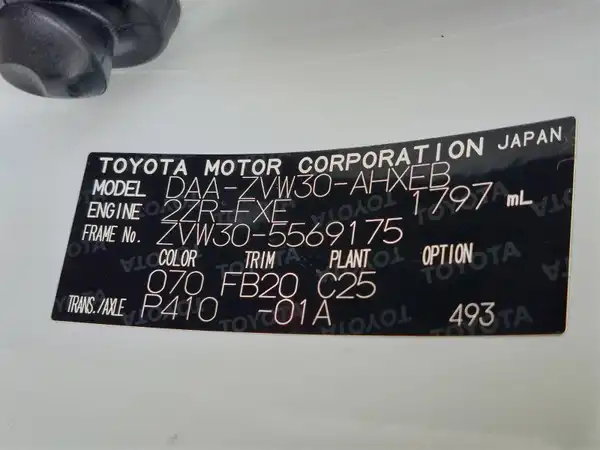 TOYOTA MOTOR CORPORATION JAPAN
MODEL DAA-ZVW30-AHXEB
ENGINE 2ZR-FXE 1797 mL
FRAME No. ZVW30-5569175
COLOR TRIM PLANT OPTION
070 FB20 C25
TRANS./AXLE P410 -01A 493